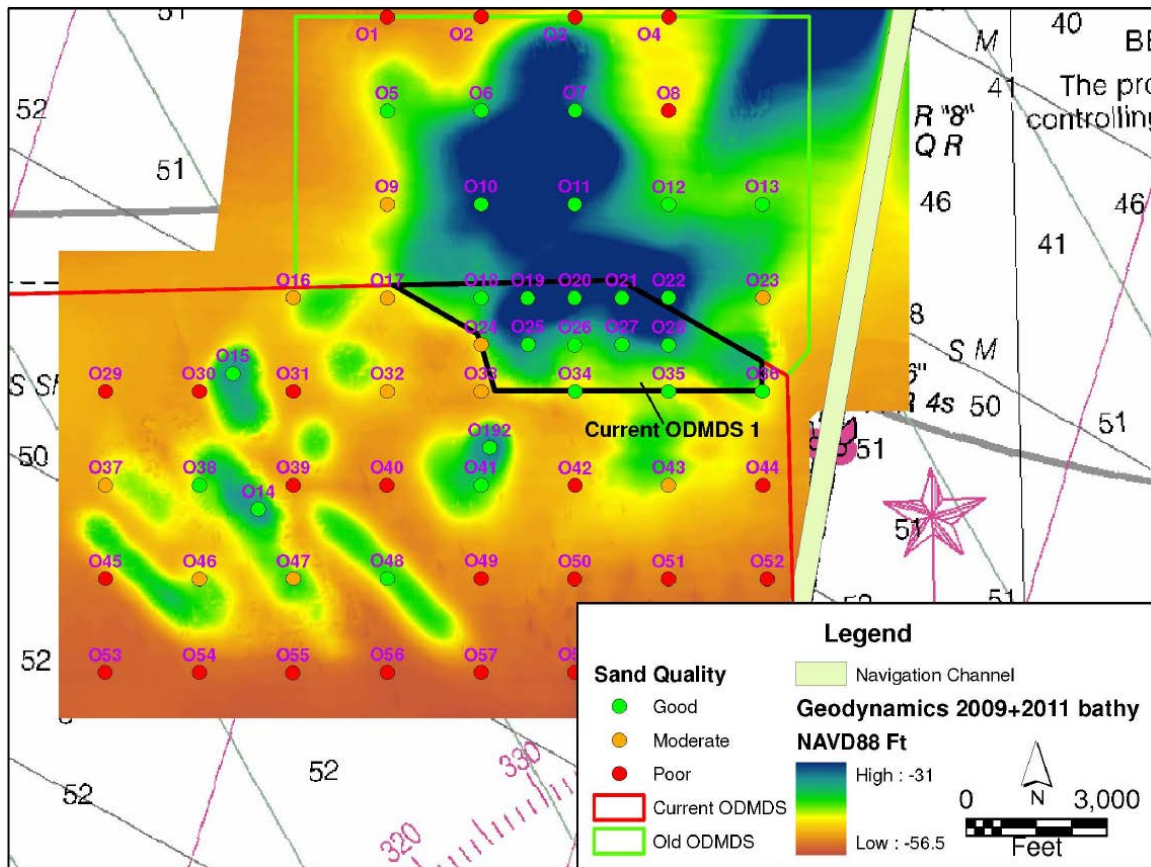 51
40
BE
M
41
41
The pro
controlling
52
R "8"
Q R
51
46
46
41
O1
O2
O3
O4
O5
O6
O7
O8
O9
O10
O11
O12
O13
O16
O17
O18
O19
O20
O21
O22
O23
8
S M
O24
O25
O26
O27
O28
O15
6"
S Sh
O29
O30
O31
O32
O33
O34
O35
O36
R 4s
50
51
Current ODMDS 1
50
51
O192
O37
O38
O39
O40
O41
O42
O43
O44
O14
51
O45
O46
O47
O48
O49
O50
O51
O52
51
52
O53
O54
O55
O56
O57
52
52
330
320
Legend
Sand Quality
Good
Moderate
Poor
Current ODMDS
Old ODMDS
Navigation Channel
Geodynamics 2009+2011 bathy
NAVD88 Ft
High : -31
Low : -56.5
N
0 3,000
Feet